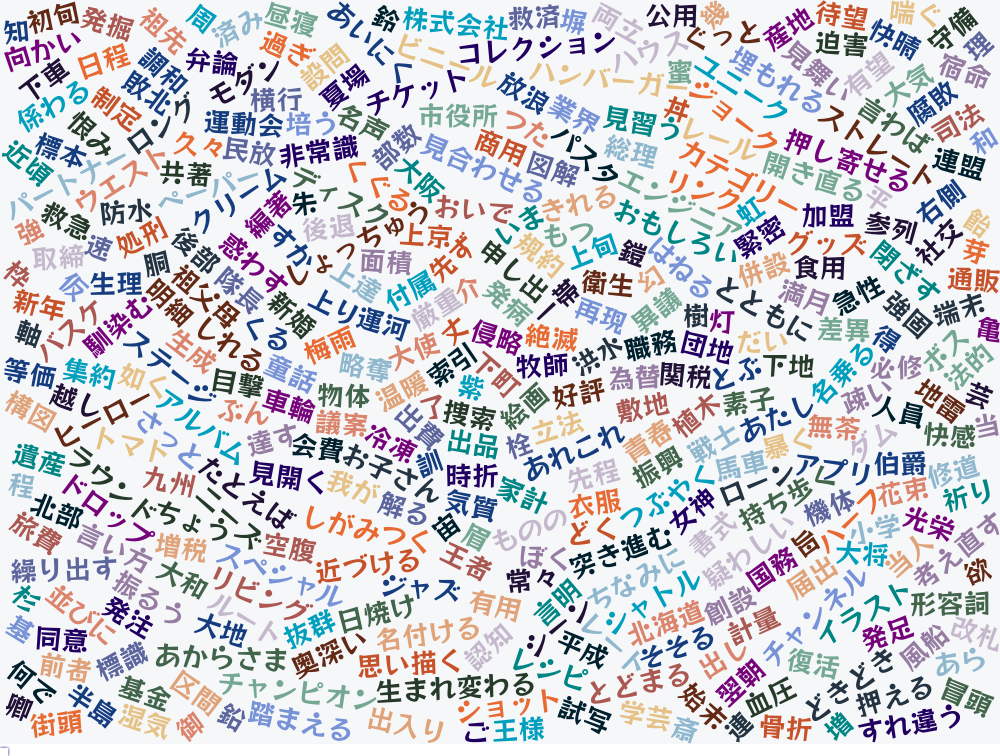 知
初旬
発掘
祖先
周
済み
昼寝
あいにく
鈴
株式会社
救済
堀
両立
公用
ぐっと
産地
待望
喘ぐ
守備
理
向かい
下車
日程
調和
弁論
過ぎ
設問
ビニール
コレクション
ハウス
見舞い
迫害
快晴
宿命
係わる
制定
敗北
モダン
横行
夏場
チケット
ハンバーガー
蜜
ユニーク
埋もれる
有望
大気
腐敗
恨み
ロング
運動会
培う
名声
市役所
放浪
業界
見習う
丼
ジョーク
ストレート
言わば
司法
和
近頃
標本
パートナー
久々
民放
非常識
部数
つた
商用
図解
パスタ
総理
レール
カテゴリー
押し寄せる
開き直る
連盟
ウエスト
共著
ペーパー
クリーム
ディスク
くぐる
大阪
見合わせる
エンジニア
リンク
虹
平
右側
強
救急
防水
編著
朱
後退
おいで
きれる
おもしろい
緊密
加盟
参列
社交
飴
取締
速
処刑
後部
惑わす
すかしょっちゅう
面積
上京
規約
もつ
上旬
鎧
はねる
グッズ
併設
食用
閉ざす
芽
枠
生理
胴
祖父母
隊長
新婚
上達
付属
先
申し出
帯
衛生
幻
再現
異議
とともに
満月
急性
強固
端末
通販
新年
明細
しれる
くる
上り
運河
厳重
介
発病
樹
灯
差異
得
亀
軸
バスケ
馴染む
ステージ
生成
梅雨
丈
侵略
絶滅
洪水
職務
団地
だい
ボス
法的
等価
集約
如く
目撃
童話
略奪
大使
索引
下町
牧師
為替
関税
とぶ
下地
名乗る
必修
芸
構図
越し
ヒーロー
アルバム
ぶん
車輪
物体
温暖
紫
絵画
好評
敷地
植木
素子
疎い
人員
地雷
当
トマト
さっと
達す
議案
冷凍
出費
了
捜索
出品
栓
立法
あれこれ
青春
戦士
あたし
暴く
無茶
ダム
快感
遺産
程
ラウンド
九州
たとえば
見開く
会費
お子さん
我が
訓
時折
家計
先程
振興
つぶやく
馬車
ローン
アプリ
伯爵
修道
ドロップ
北部
ちょうど
ニーズ
しがみつく
解る
気質
衣服
どく
女神
持ち歩く
機体
ハーフ
花束
祈り
旅費
言い方
増税
空腹
宙
眉
ものの
突き進む
書式
旨
小学
光栄
考え直す
繰り出す
振るう
大和
スペシャル
近づける
王者
ぼく
ちなみに
疑わしい
国務
大将
当人
欲
杉
並びに
発注
リビング
ルート
ジャズ
常々
言明
シャトル
創設
届出
チャンネル
イラスト
形容詞
基
同意
大地
抜群
日焼け
有用
北海道
計量
発足
風船
改札
前者
標識
あからさま
奥深い
名付ける
認知
平成
そそる
出し
復活
何で
思い描く
レシピ
翌朝
どきどき
あら
卿
半島
基金
区間
チャンピオン
生まれ変わる
ショット
とどまる
始末
血圧
押える
冒頭
街頭
湿気
御
鉛
踏まえる
出入り
ご
王様
試写
学芸
斎
連
骨折
増
すれ違う